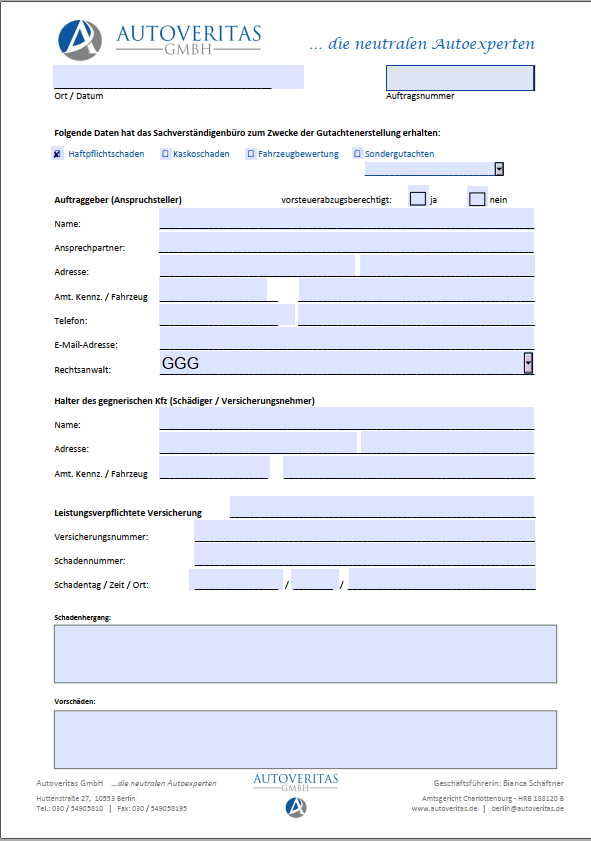 AUTOVERITAS
GMBH
... die neutralen Autoexperten
Ort / Datum
Auftragsnummer
Folgende Daten hat das Sachverständigenbüro zum Zwecke der Gutachtenerstellung erhalten:
Haftpflichtschaden Kaskoschaden Fahrzeugbewertung Sondergutachten
Auftraggeber (Anspruchsteller) vorsteuerabzugsberechtigt: ja nein
Name:
Ansprechpartner:
Adresse:
Amt. Kennz. / Fahrzeug
Telefon:
E-Mail-Adresse:
Rechtsanwalt: GGG
Halter des gegnerischen Kfz (Schädiger / Versicherungsnehmer)
Name:
Adresse:
Amt. Kennz. / Fahrzeug
Leistungsverpflichtete Versicherung
Versicherungsnummer:
Schadennummer:
Schadentag / Zeit / Ort: / /
Schadenhergang:
Vorschäden:
Autoveritas GmbH ...die neutralen Autoexperten
AUTOVERITAS
GMBH
Geschäftsführerin: Bianca Schäftner
Huttenstraße 27, 10553 Berlin
Amtsgericht Charlottenburg - HRB 188120 B
Tel.: 030 / 54905810 | Fax: 030 / 549058195
www.autoveritas.de | berlin@autoveritas.de